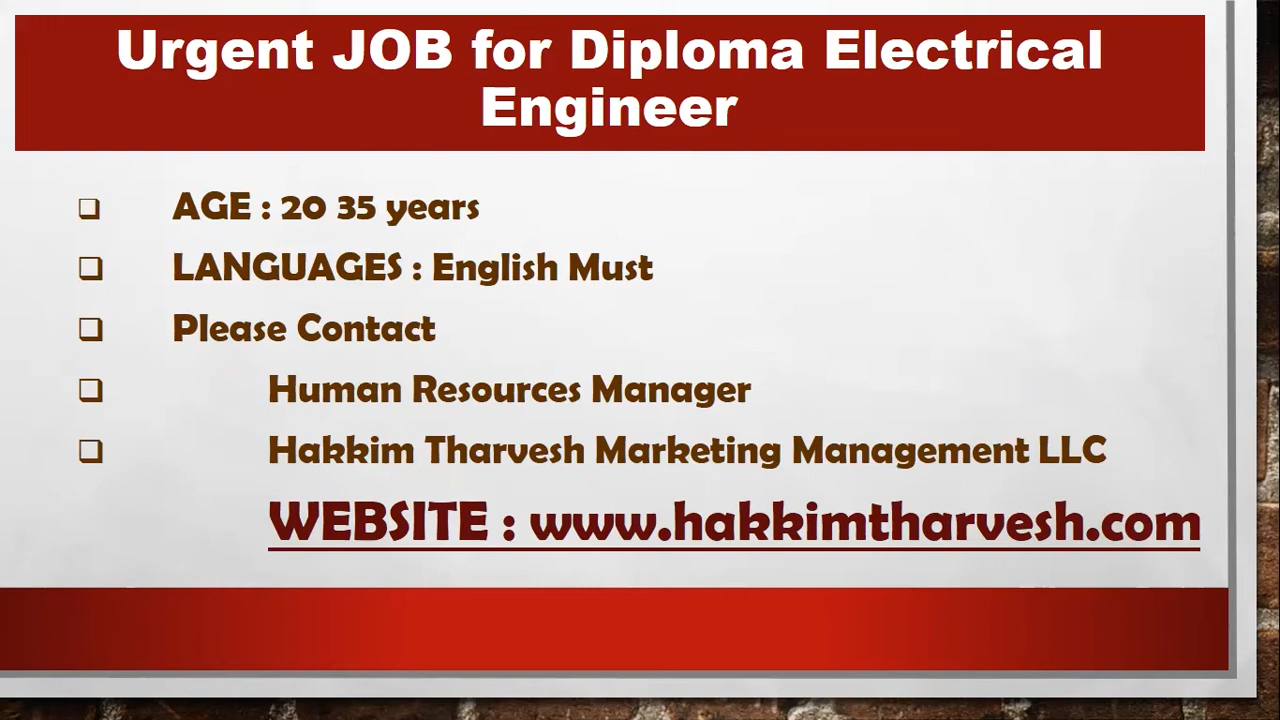 Urgent JOB for Diploma Electrical
Engineer
AGE : 20 35 years
LANGUAGES : English Must
Please Contact
Human Resources Manager
Hakkim Tharvesh Marketing Management LLC
WEBSITE : www.hakkimtharvesh.com